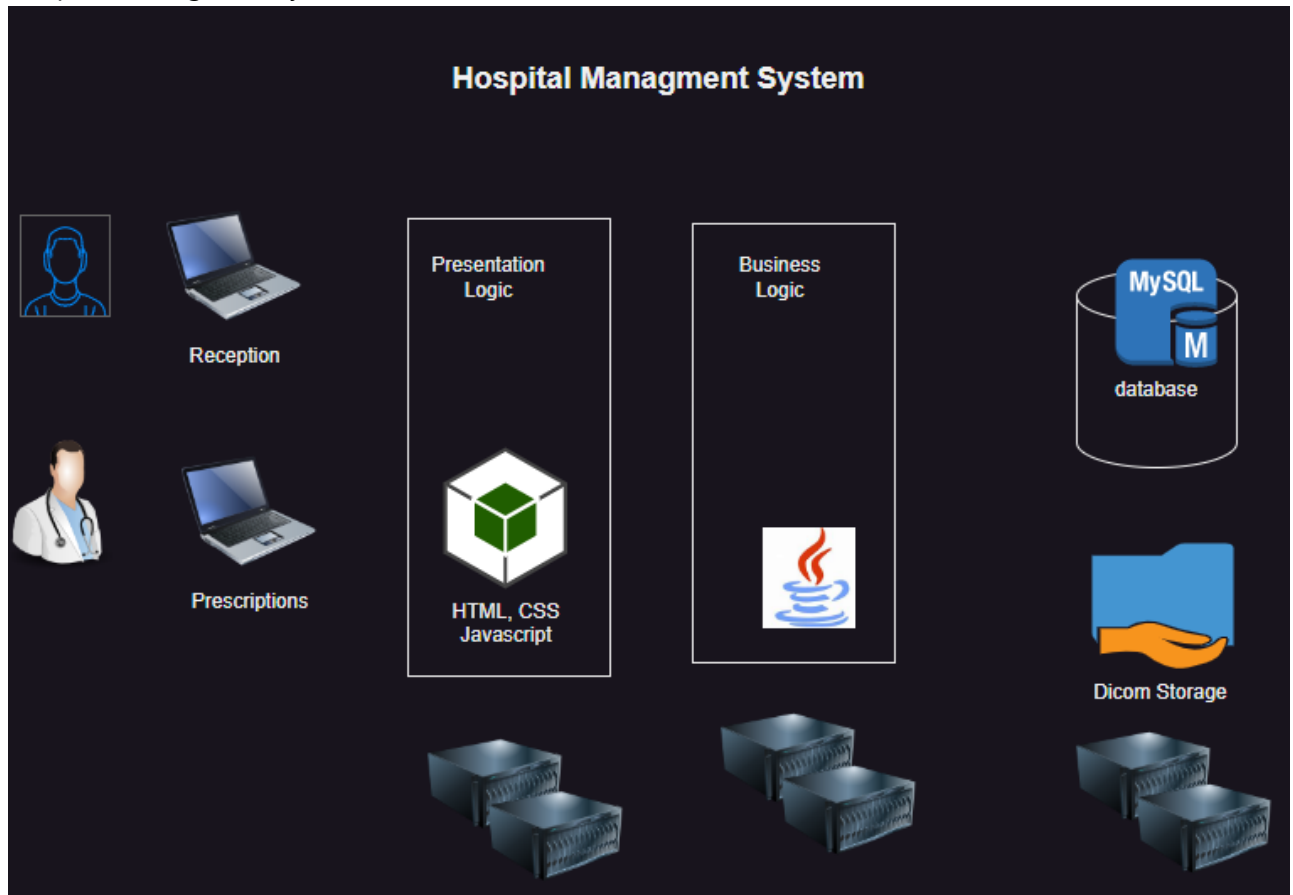 Hospital Managment System
Presentation
Logic
Business
Logic
MySQL
M
database
Reception
Prescriptions
HTML, CSS
Javascript
Dicom Storage